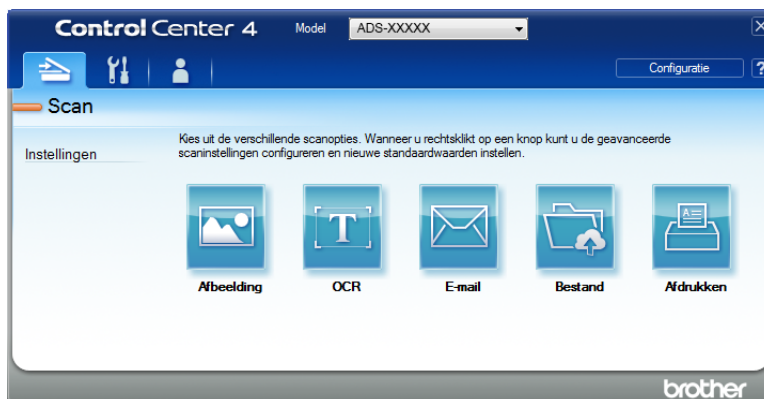 ControlCenter 4 Model ADS-XXXXX
Configuratie ?
Scan
Instellingen
Kies uit de verschillende scanopties. Wanneer u rechtsklikt op een knop kunt u de geavanceerde
scaninstellingen configureren en nieuwe standaardwaarden instellen.
T
Afbeelding OCR E-mail Bestand Afdrukken
brother